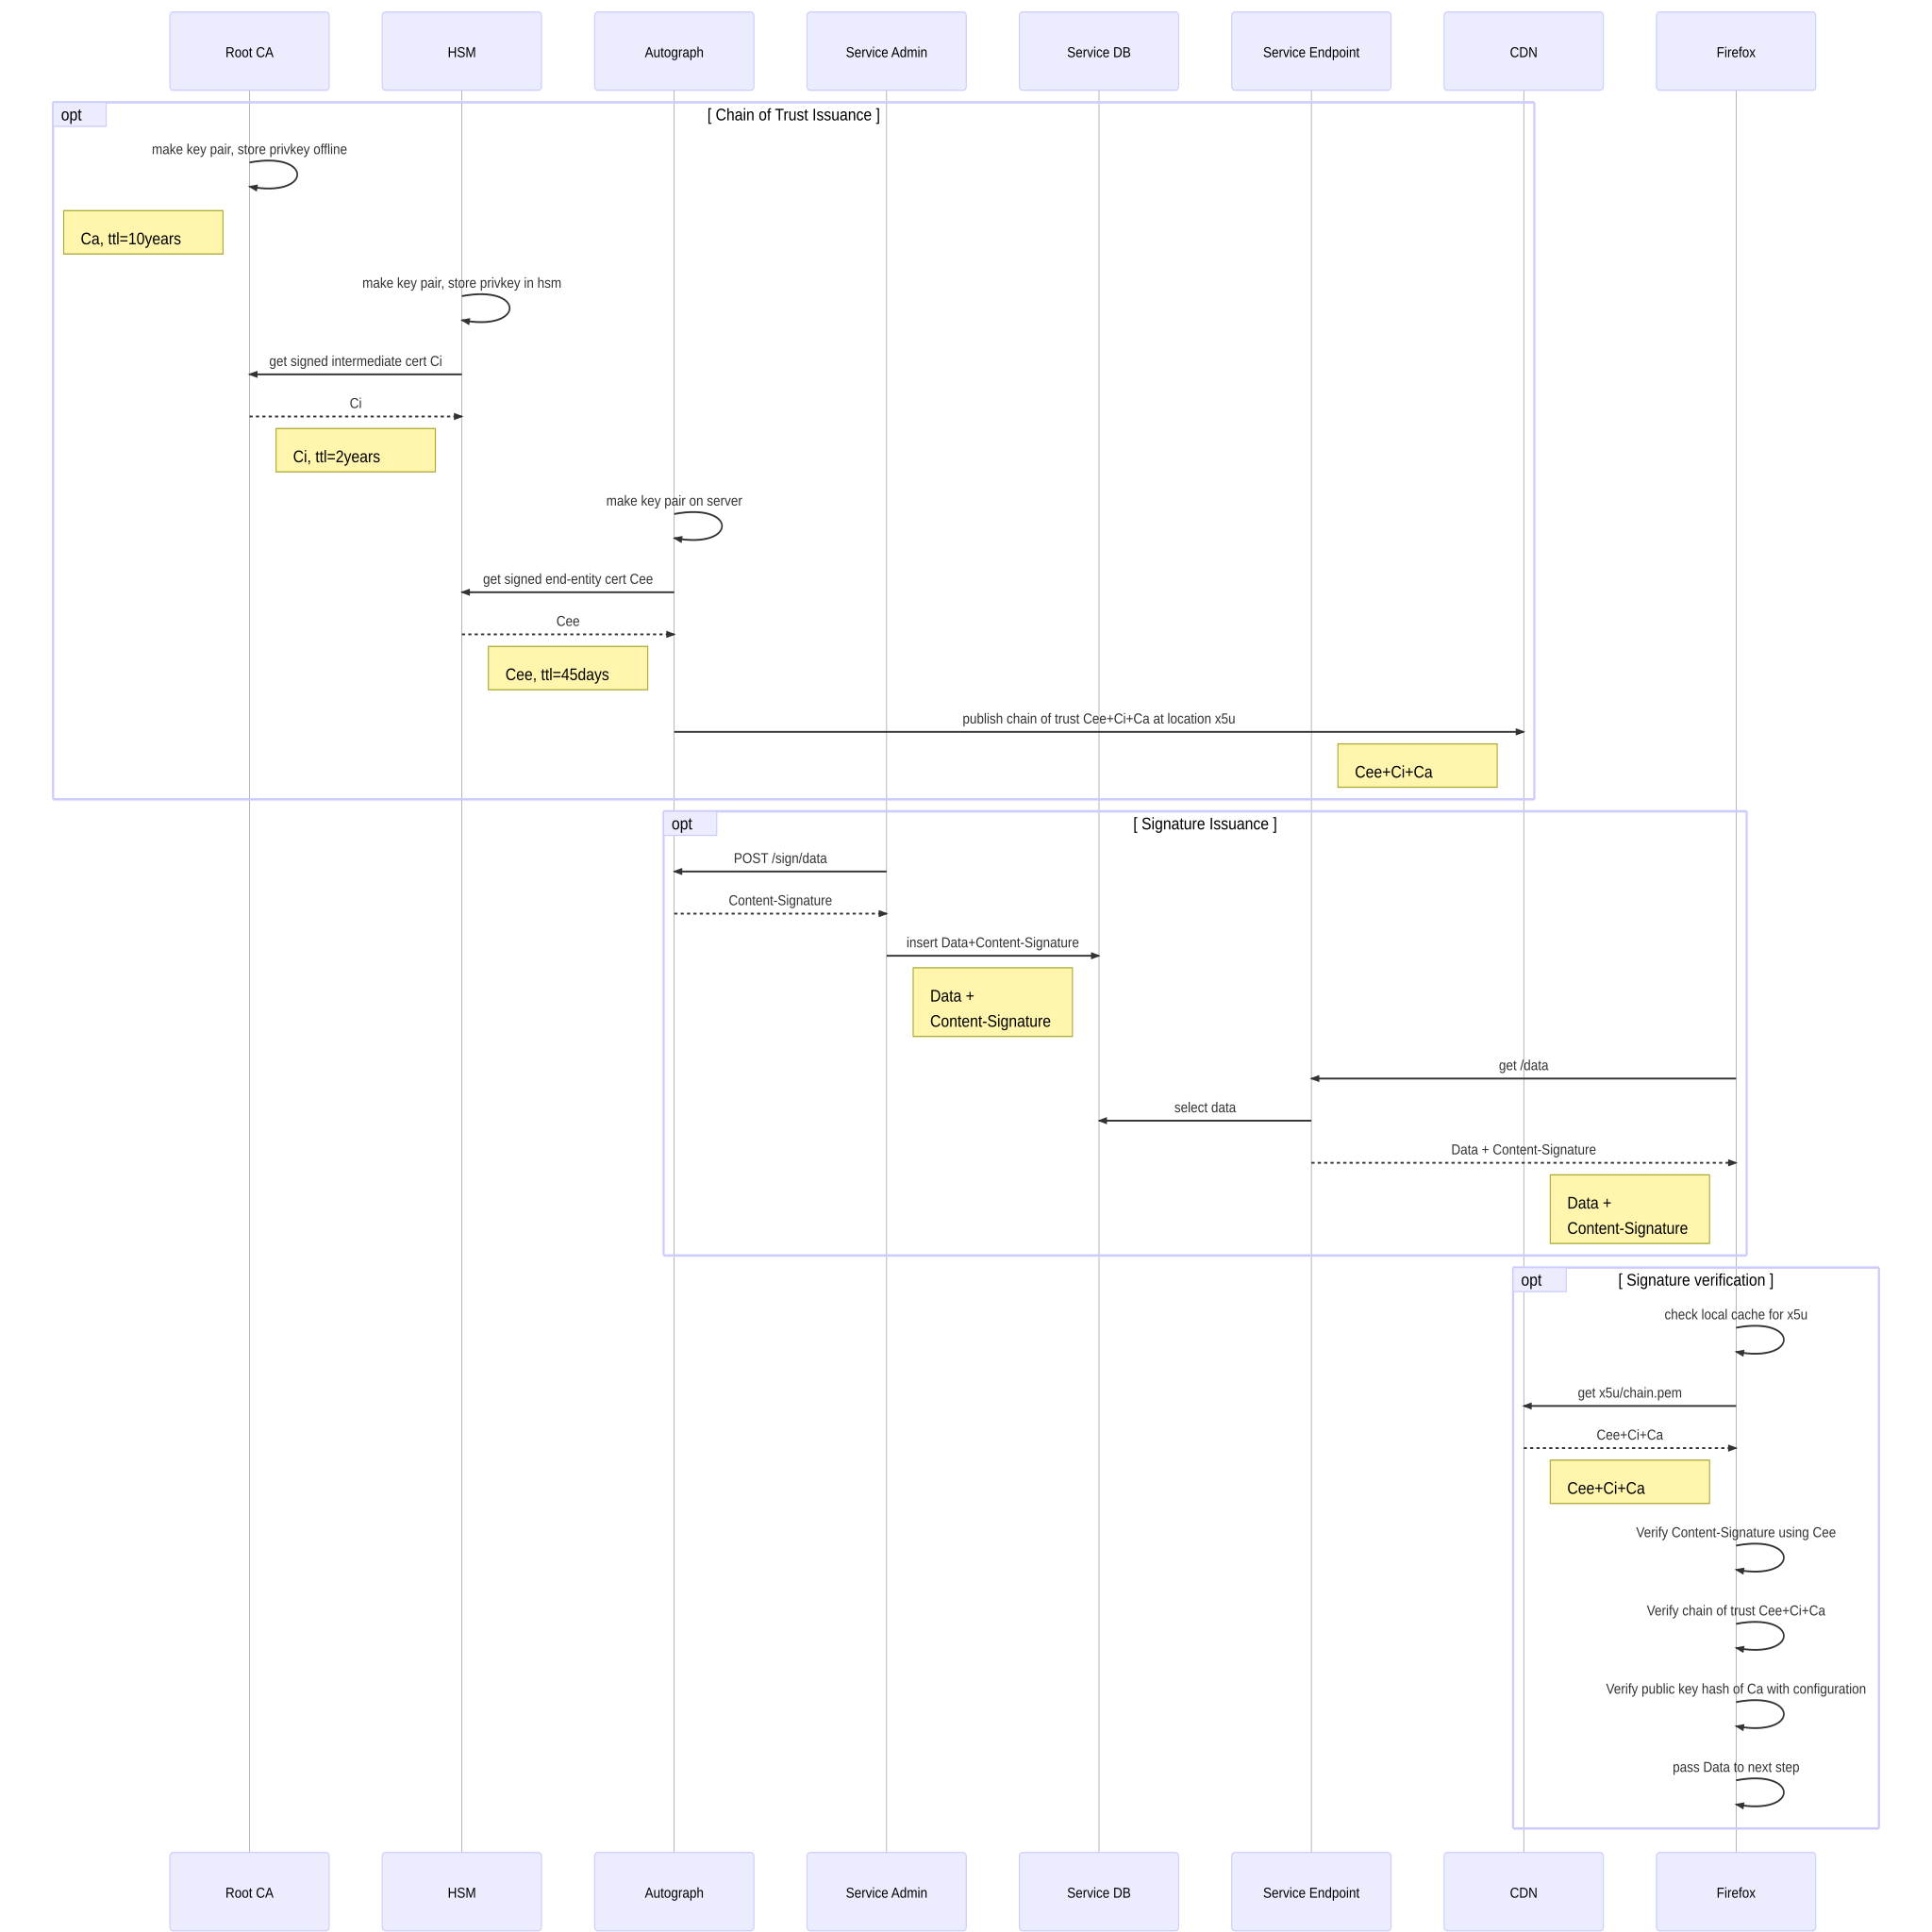 Root CA
HSM
Autograph
Service Admin
Service DB
Service Endpoint
CDN
Firefox
opt
[ Chain of Trust Issuance ]
make key pair, store privkey offline
Ca, ttl=10years
make key pair, store privkey in hsm
get signed intermediate cert Ci
Ci
Ci, ttl=2years
make key pair on server
get signed end-entity cert Cee
Cee
Cee, ttl=45days
publish chain of trust Cee+Ci+Ca at location x5u
Cee+Ci+Ca
opt
[ Signature Issuance ]
POST /sign/data
Content-Signature
insert Data+Content-Signature
Data +
Content-Signature
get /data
select data
Data + Content-Signature
Data +
Content-Signature
opt
[ Signature verification ]
check local cache for x5u
get x5u/chain.pem
Cee+Ci+Ca
Cee+Ci+Ca
Verify Content-Signature using Cee
Verify chain of trust Cee+Ci+Ca
Verify public key hash of Ca with configuration
pass Data to next step
Root CA
HSM
Autograph
Service Admin
Service DB
Service Endpoint
CDN
Firefox